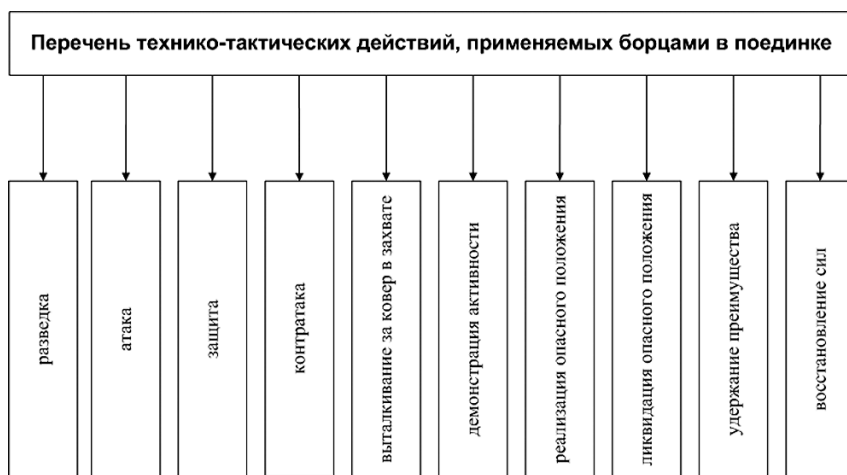 Перечень технико-тактических действий, применяемых борцами в поединке
разведка
атака
защита
контратака
выталкивание за ковер в захвате
демонстрация активности
реализация опасного положения
ликвидация опасного положения
удержание преимущества
восстановление сил